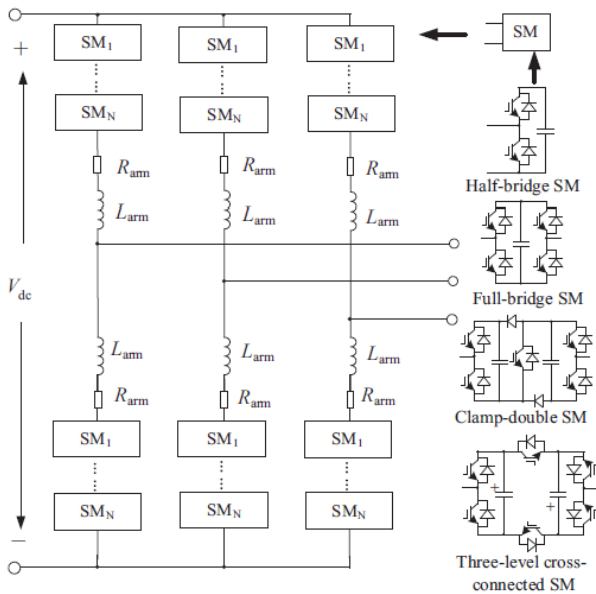 SM1 SM1 SM1 SM
+
SMN SMN SMN
Rarm Rarm Rarm
Half-bridge SM
Larm Larm Larm
Vdc
Full-bridge SM
Larm Larm Larm
Rarm Rarm Rarm
Clamp-double SM
SM1 SM1 SM1
+ +
SMN SMN SMN
−
Three-level cross-
connected SM